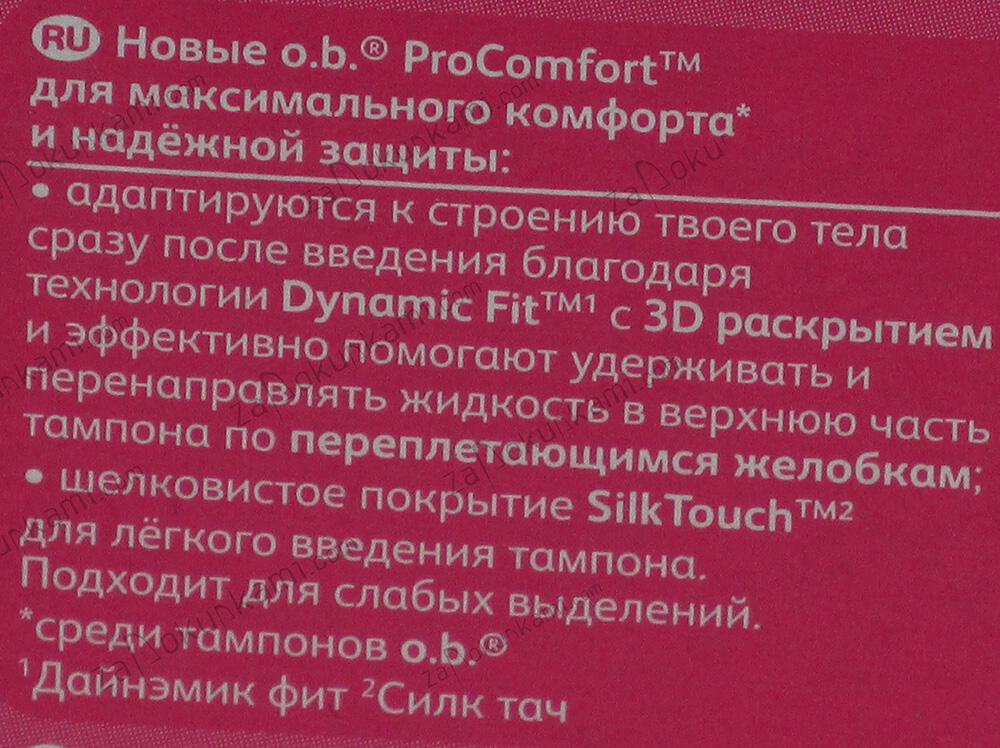 RU Новые o.b.® ProComfort™
для максимального комфорта*
и надёжной защиты:
• адаптируются к строению твоего тела
сразу после введения благодаря
технологии Dynamic Fit™¹ с 3D раскрытием
и эффективно помогают удерживать и
перенаправлять жидкость в верхнюю часть
тампона по переплетающимся желобкам;
• шелковистое покрытие SilkTouch™²
для лёгкого введения тампона.
Подходит для слабых выделений.
*среди тампонов o.b.®
¹Дайнэмик фит ²Силк тач
zaПokunkami.com